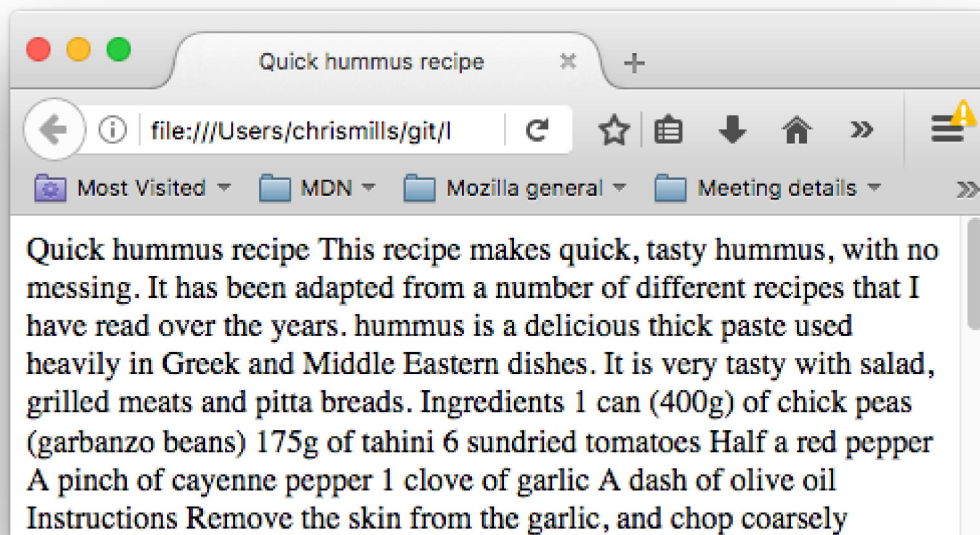 Quick hummus recipe
file:///Users/chrismills/git/l
Most Visited MDN Mozilla general Meeting details
Quick hummus recipe This recipe makes quick, tasty hummus, with no
messing. It has been adapted from a number of different recipes that I
have read over the years. hummus is a delicious thick paste used
heavily in Greek and Middle Eastern dishes. It is very tasty with salad,
grilled meats and pitta breads. Ingredients 1 can (400g) of chick peas
(garbanzo beans) 175g of tahini 6 sundried tomatoes Half a red pepper
A pinch of cayenne pepper 1 clove of garlic A dash of olive oil
Instructions Remove the skin from the garlic, and chop coarsely